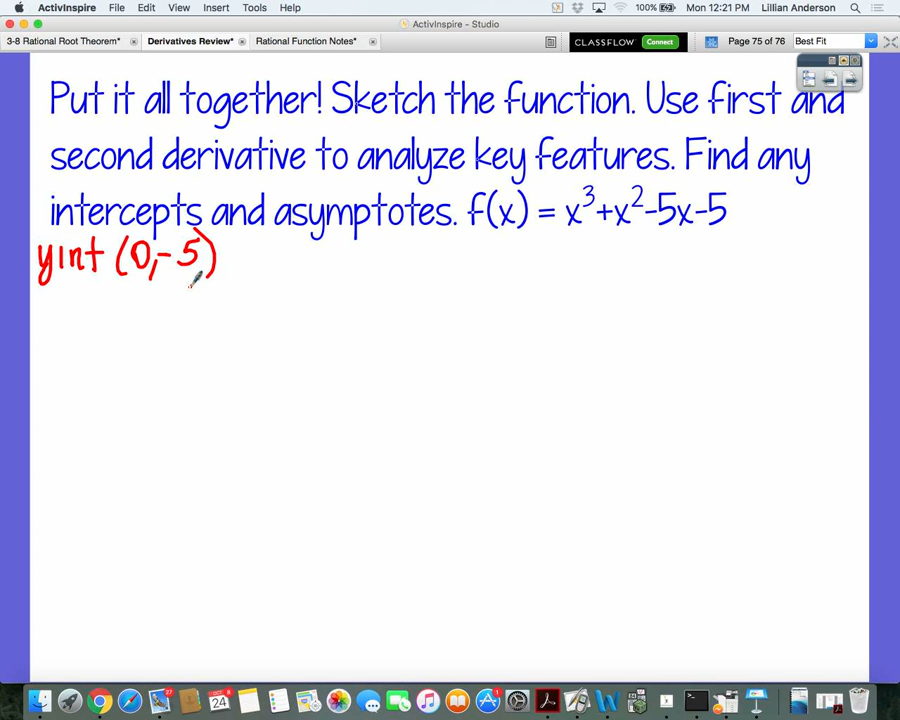 ActivInspire File Edit View Insert Tools Help 100% Mon 12:21 PM Lillian Anderson
ActivInspire - Studio
3-8 Rational Root Theorem* Derivatives Review* Rational Function Notes* CLASSFLOW Connect Page 75 of 76 Best Fit
Put it all together! Sketch the function. Use first and
second derivative to analyze key features. Find any
intercepts and asymptotes. f(x) = x³+x²-5x-5
yint (0,-5)
OCT
24